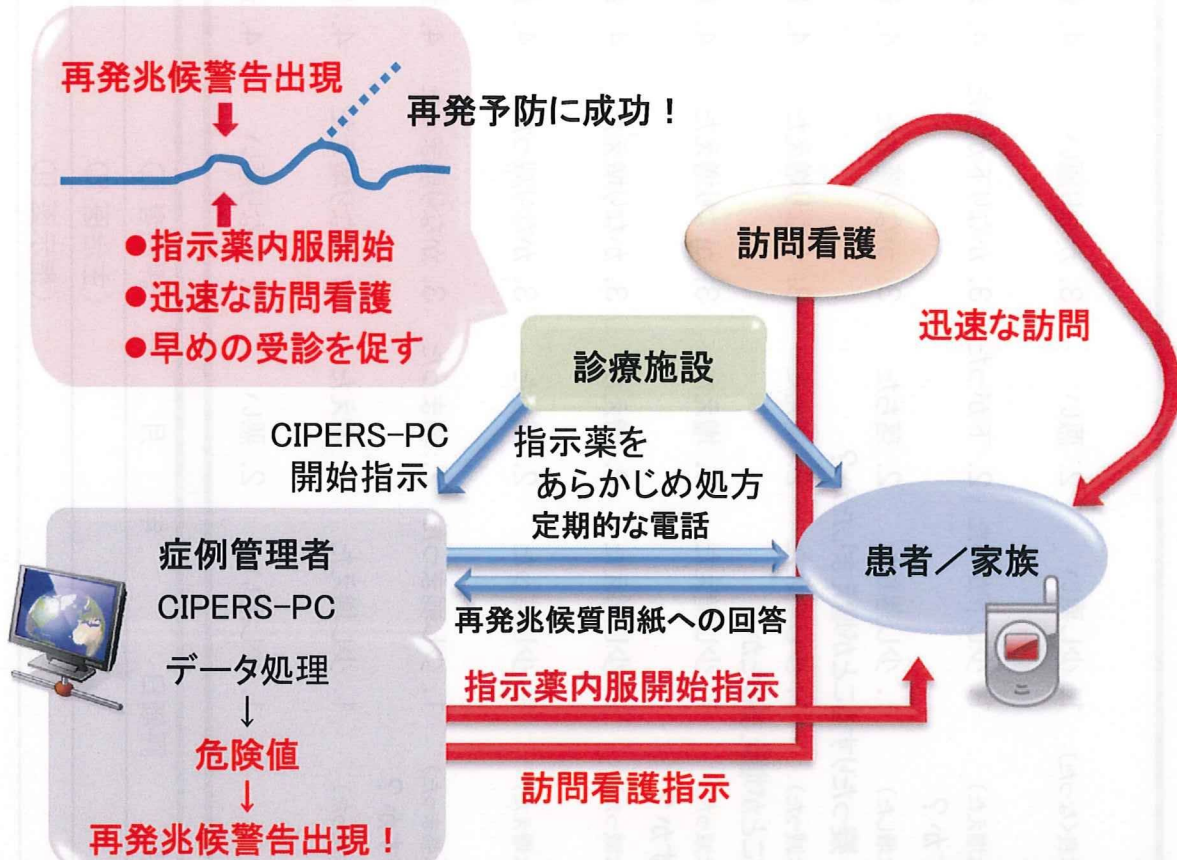 再発兆候警告出現
再発予防に成功！
●指示薬内服開始
●迅速な訪問看護
●早めの受診を促す
訪問看護
迅速な訪問
診療施設
CIPERS-PC
開始指示
指示薬を
あらかじめ処方
定期的な電話
症例管理者
CIPERS-PC
患者／家族
再発兆候質問紙への回答
データ処理
↓
危険値
↓
再発兆候警告出現！
指示薬内服開始指示
訪問看護指示